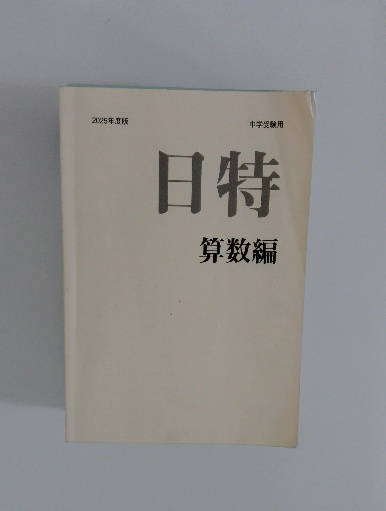 2025年度版
中学受験用
日特
算数編